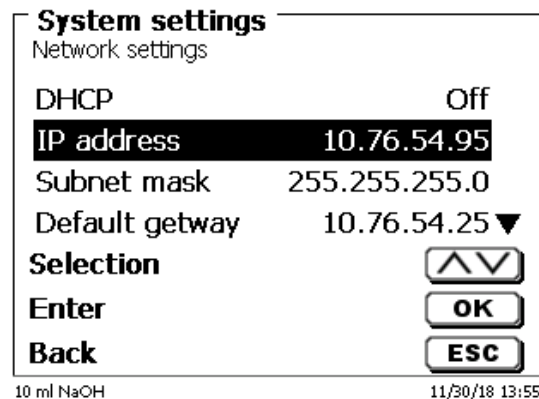 System settings
Network settings
DHCP Off
IP address 10.76.54.95
Subnet mask 255.255.255.0
Default getway 10.76.54.25
Selection
Enter OK
Back ESC
10 ml NaOH 11/30/18 13:55